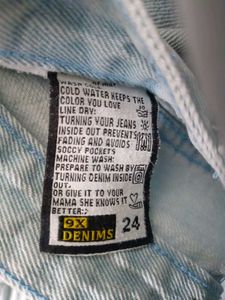 COLD WATER KEEPS THE
COLOR YOU LOVE
LINE DRY:
TURNING YOUR JEANS
INSIDE OUT PREVENTS
FADING AND AVOIDS
SOCCY POCKETS
MACHINE WASH:
PREPARE TO WASH BY
TURNING DENIM INSIDE
OUT.
OR GIVE IT TO YOUR
MAMA SHE KNOWS IT
BETTER:)
9X
DENIMS
24